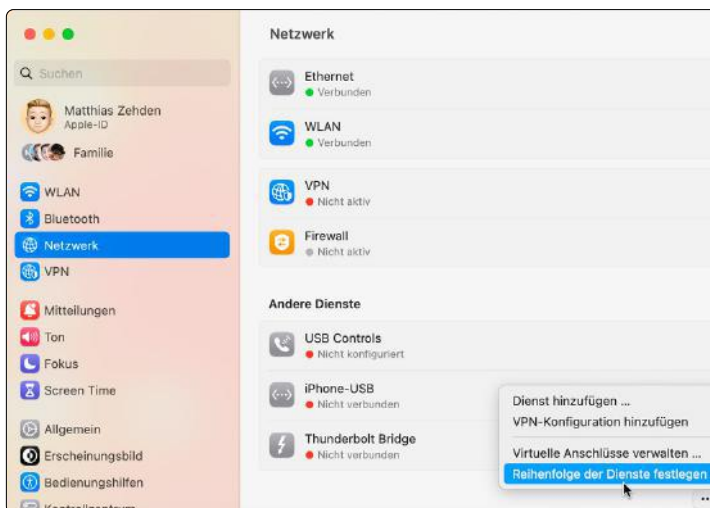 Netzwerk
Suchen
Matthias Zehden
Apple-ID
Familie
WLAN
Bluetooth
Netzwerk
VPN
Mitteilungen
Ton
Fokus
Screen Time
Allgemein
Erscheinungsbild
Bedienungshilfen
Kontrollzentrum
Ethernet
Verbunden
WLAN
Verbunden
VPN
Nicht aktiv
Firewall
Nicht aktiv
Andere Dienste
USB Controls
Nicht konfiguriert
iPhone-USB
Nicht verbunden
Thunderbolt Bridge
Nicht verbunden
Dienst hinzufügen ...
VPN-Konfiguration hinzufügen
Virtuelle Anschlüsse verwalten ...
Reihenfolge der Dienste festlegen